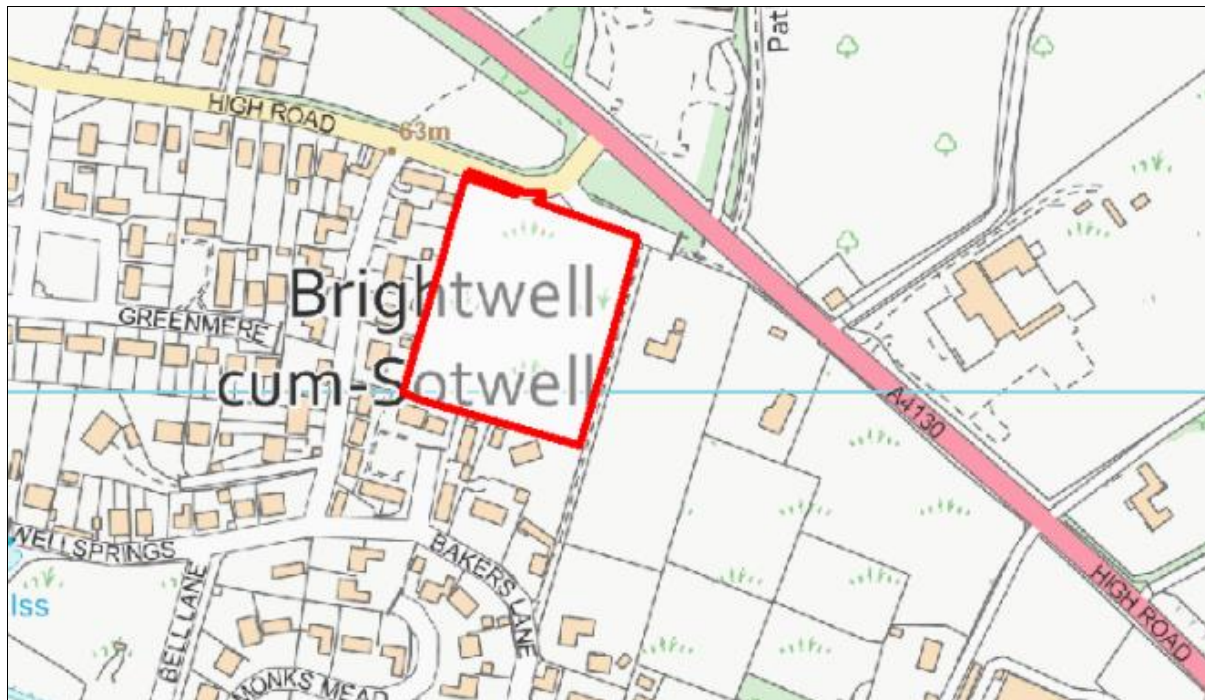 Pat
HIGH ROAD
63m
Brightwell
cum-Sotwell
GREENMERE
A4130
WELLSPRINGS
BAKERS LANE
BELL LANE
Iss
HIGH ROAD
MONKS MEAD